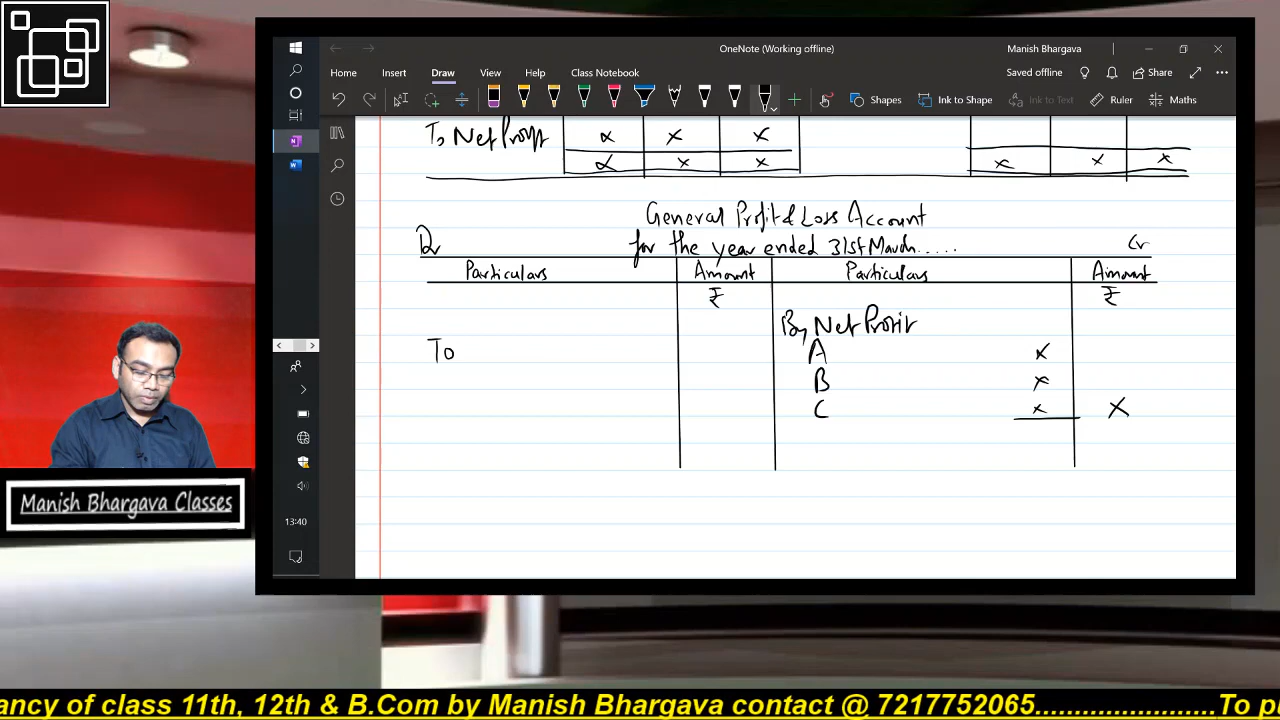 OneNote (Working offline)
Manish Bhargava
Home Insert Draw View Help Class Notebook
Saved offline
Share
Shapes
Ink to Shape
Ink to Text
Ruler
Maths
To Net Profit x x x
x x x x x x
General Profit & Loss Account
Dr for the year ended 31st March..... Cr
Particulars Amount Particulars Amount
₹ ₹
By Net Profit
To A x
B x
C x x
Manish Bhargava Classes
13:40
ancy of class 11th, 12th & B.Com by Manish Bhargava contact @ 7217752065..................To pu